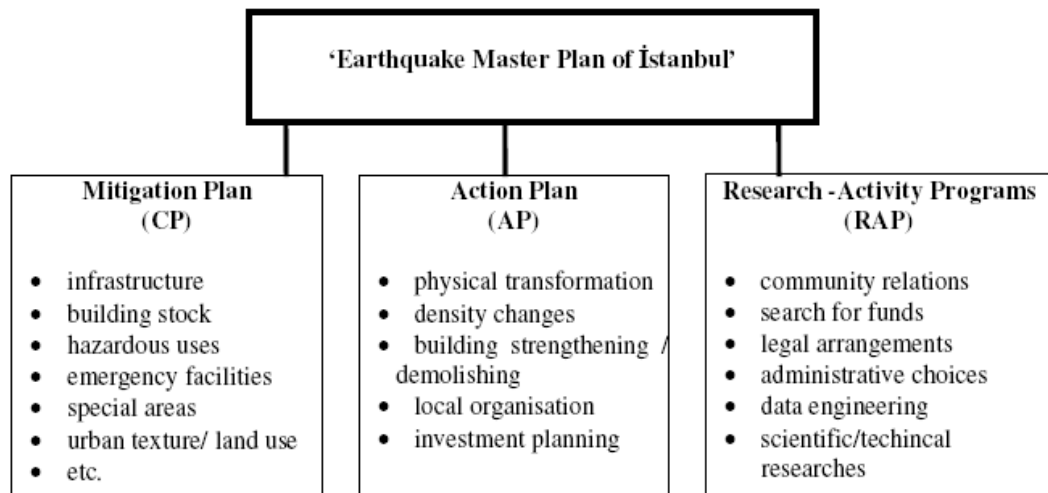 ‘Earthquake Master Plan of İstanbul’
Mitigation Plan
(CP)
• infrastructure
• building stock
• hazardous uses
• emergency facilities
• special areas
• urban texture/ land use
• etc.
Action Plan
(AP)
• physical transformation
• density changes
• building strengthening /
demolishing
• local organisation
• investment planning
Research -Activity Programs
(RAP)
• community relations
• search for funds
• legal arrangements
• administrative choices
• data engineering
• scientific/techincal
researches